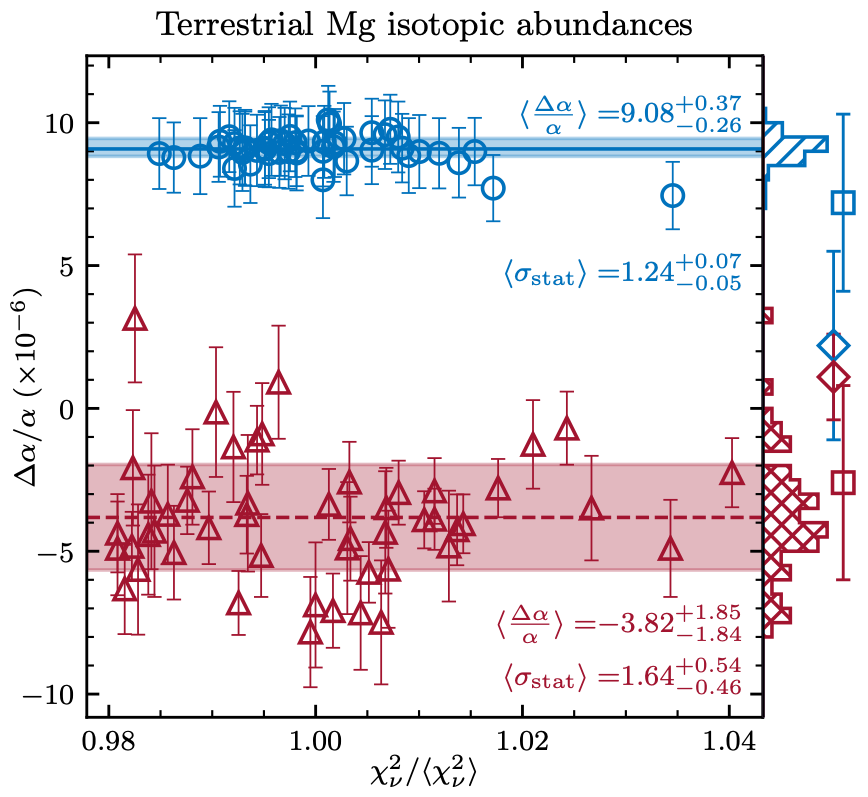 Terrestrial Mg isotopic abundances
10
5
0
−5
−10
Δα/α (×10⁻⁶)
⟨Δα/α⟩ =9.08 +0.37 −0.26
⟨σstat⟩ =1.24 +0.07 −0.05
⟨Δα/α⟩ =−3.82 +1.85 −1.84
⟨σstat⟩ =1.64 +0.54 −0.46
0.98 1.00 1.02 1.04
χ²ν/⟨χ²ν⟩